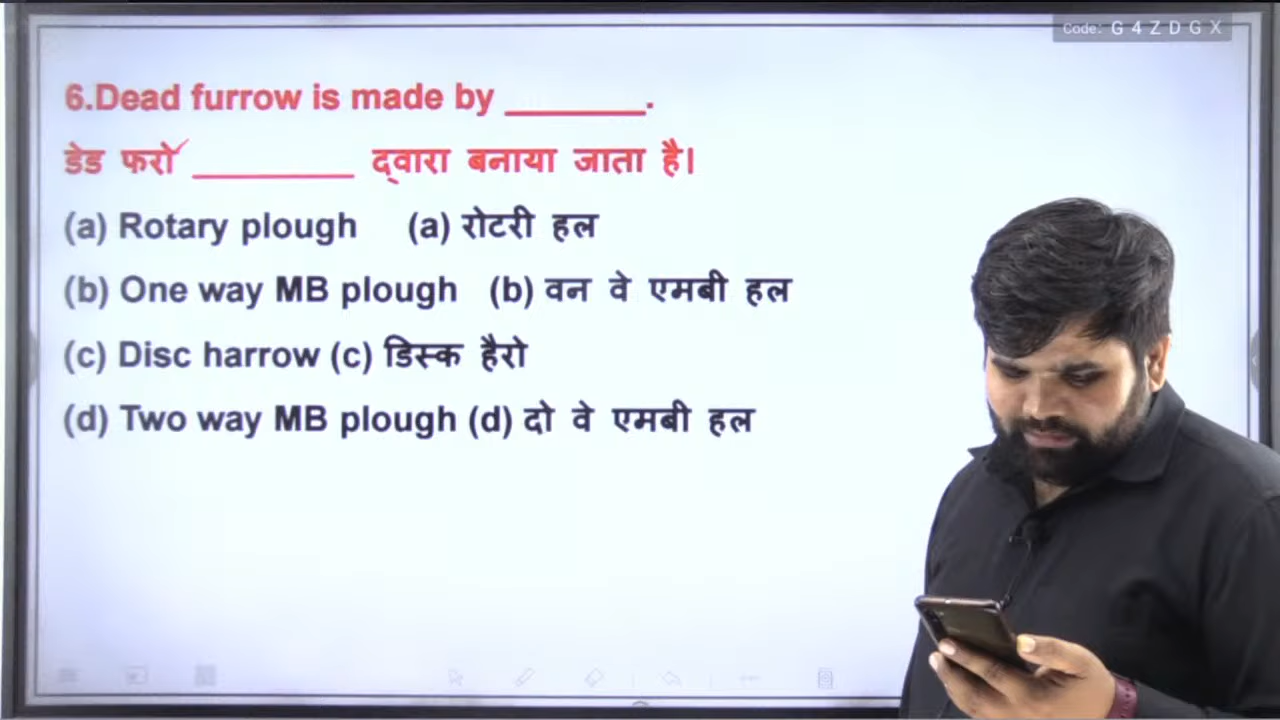 Code: G 4 Z D G X
6.Dead furrow is made by ________.
डेड फरो _________ द्वारा बनाया जाता है।
(a) Rotary plough (a) रोटरी हल
(b) One way MB plough (b) वन वे एमबी हल
(c) Disc harrow (c) डिस्क हैरो
(d) Two way MB plough (d) दो वे एमबी हल